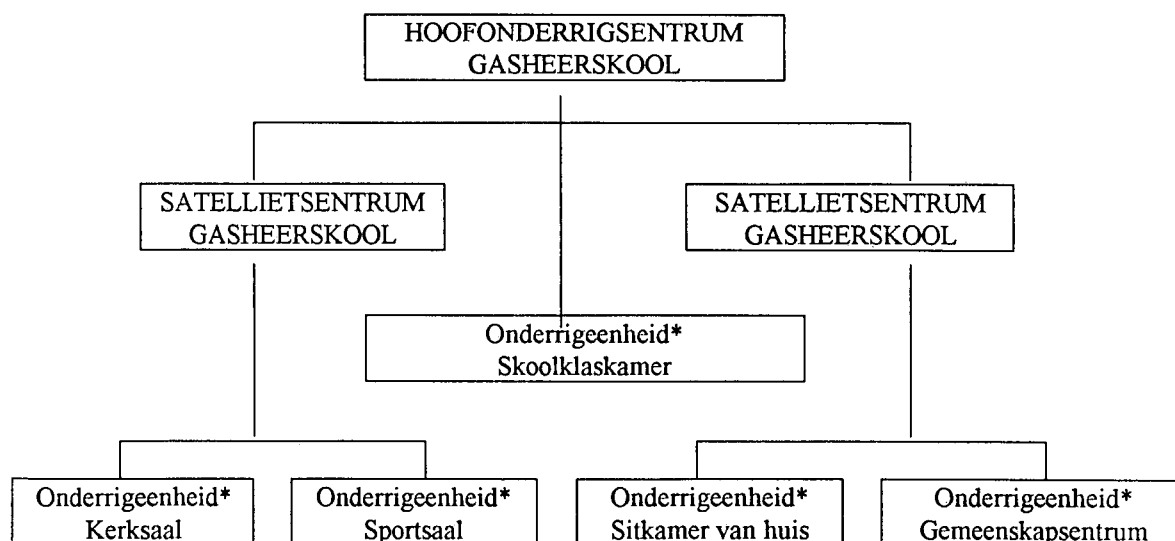 HOOFONDERRIGSENTRUM
GASHEERSKOOL
SATELLIETSENTRUM
GASHEERSKOOL
SATELLIETSENTRUM
GASHEERSKOOL
Onderrigeenheid*
Skoolklaskamer
Onderrigeenheid*
Kerksaal
Onderrigeenheid*
Sportsaal
Onderrigeenheid*
Sitkamer van huis
Onderrigeenheid*
Gemeenskapsentrum